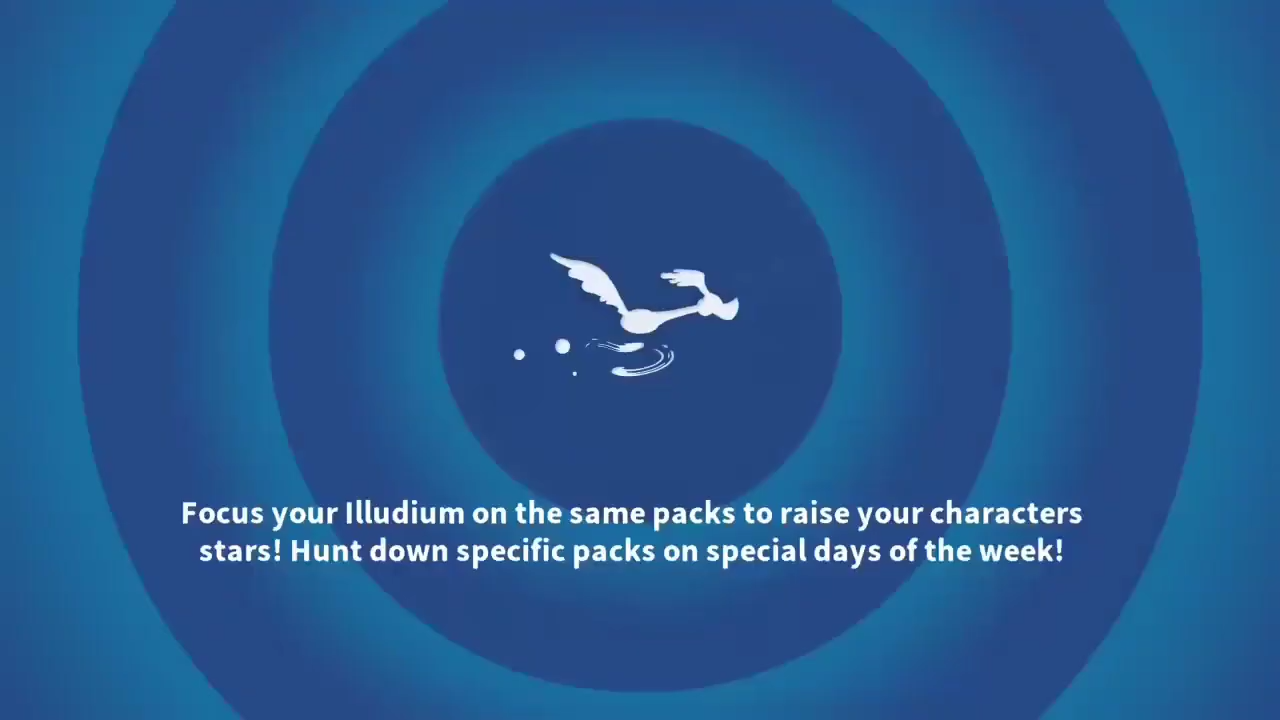 Focus your Illudium on the same packs to raise your characters
stars! Hunt down specific packs on special days of the week!